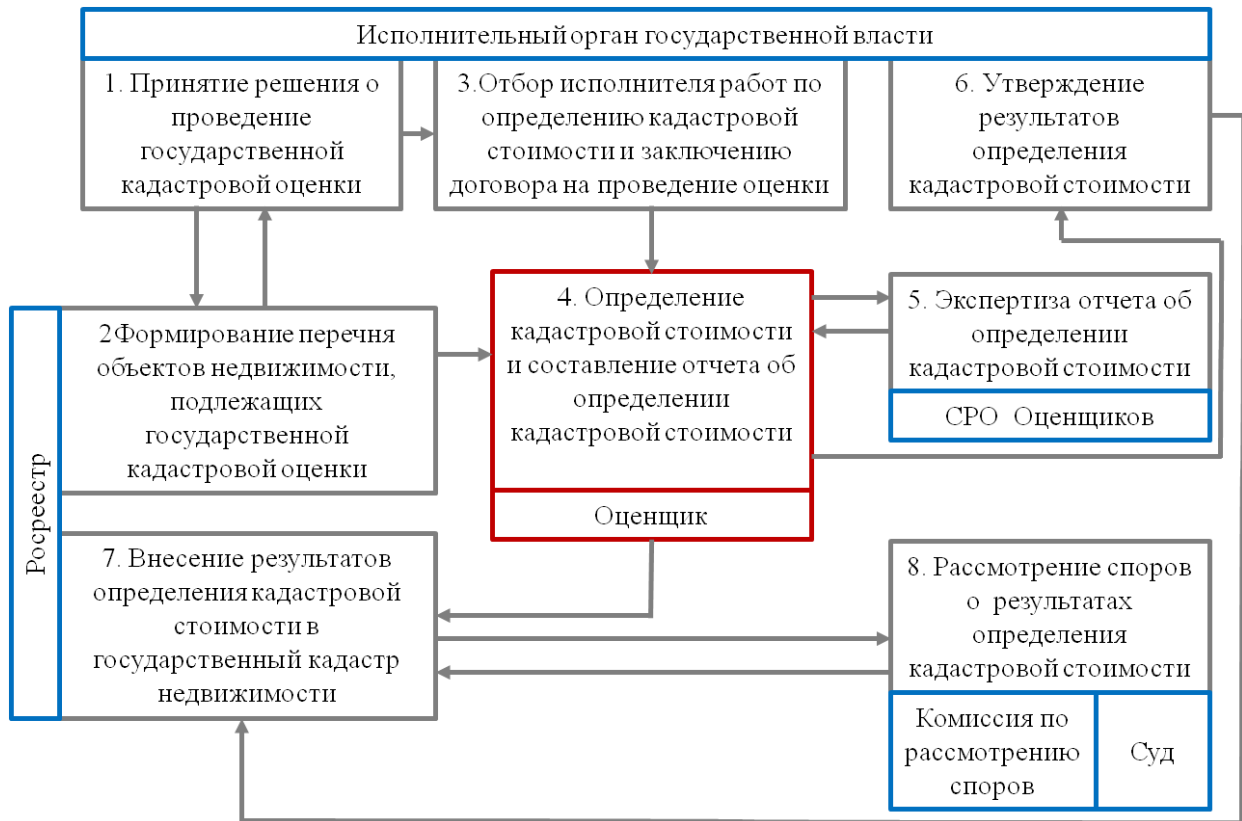 Исполнительный орган государственной власти
1. Принятие решения о
проведение
государственной
кадастровой оценки
3.Отбор исполнителя работ по
определению кадастровой
стоимости и заключению
договора на проведение оценки
6. Утверждение
результатов
определения
кадастровой стоимости
Росреестр
2Формирование перечня
объектов недвижимости,
подлежащих
государственной
кадастровой оценки
4. Определение
кадастровой стоимости
и составление отчета об
определении
кадастровой стоимости
Оценщик
5. Экспертиза отчета об
определении
кадастровой стоимости
СРО Оценщиков
7. Внесение результатов
определения кадастровой
стоимости в
государственный кадастр
недвижимости
8. Рассмотрение споров
о результатах
определения
кадастровой стоимости
Комиссия по
рассмотрению
споров
Суд